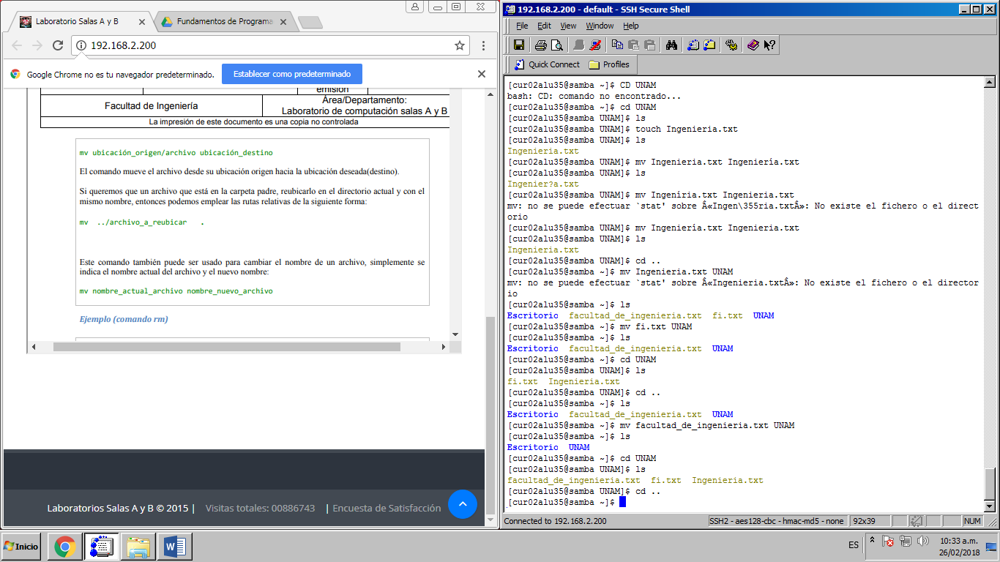 Laboratorio Salas A y B
Fundamentos de Programa
192.168.2.200
Google Chrome no es tu navegador predeterminado.
Establecer como predeterminado
emisión
Facultad de Ingeniería
Área/Departamento:
Laboratorio de computación salas A y B
La impresión de este documento es una copia no controlada
mv ubicación_origen/archivo ubicación_destino
El comando mueve el archivo desde su ubicación origen hacia la ubicación deseada(destino).
Si queremos que un archivo que está en la carpeta padre, reubicarlo en el directorio actual y con el
mismo nombre, entonces podemos emplear las rutas relativas de la siguiente forma:
mv ../archivo_a_reubicar .
Este comando también puede ser usado para cambiar el nombre de un archivo, simplemente se
indica el nombre actual del archivo y el nuevo nombre:
mv nombre_actual_archivo nombre_nuevo_archivo
Ejemplo (comando rm)
Laboratorios Salas A y B © 2015 | Visitas totales: 00886743 | Encuesta de Satisfacción
192.168.2.200 - default - SSH Secure Shell
File Edit View Window Help
Quick Connect Profiles
[cur02alu35@samba ~]$ CD UNAM
bash: CD: comando no encontrado...
[cur02alu35@samba ~]$ cd UNAM
[cur02alu35@samba UNAM]$ ls
[cur02alu35@samba UNAM]$ touch Ingenieria.txt
[cur02alu35@samba UNAM]$ ls
Ingenieria.txt
[cur02alu35@samba UNAM]$ mv Ingenieria.txt Ingeniería.txt
[cur02alu35@samba UNAM]$ ls
Ingenier?a.txt
[cur02alu35@samba UNAM]$ mv Ingeníria.txt Ingenieria.txt
mv: no se puede efectuar `stat' sobre Â«Ingen\355ria.txtÂ»: No existe el fichero o el direct
orio
[cur02alu35@samba UNAM]$ mv Ingeniería.txt Ingenieria.txt
[cur02alu35@samba UNAM]$ ls
Ingenieria.txt
[cur02alu35@samba UNAM]$ cd ..
[cur02alu35@samba ~]$ mv Ingenieria.txt UNAM
mv: no se puede efectuar `stat' sobre Â«Ingenieria.txtÂ»: No existe el fichero o el director
io
[cur02alu35@samba ~]$ ls
Escritorio facultad_de_ingenieria.txt fi.txt UNAM
[cur02alu35@samba ~]$ mv fi.txt UNAM
[cur02alu35@samba ~]$ ls
Escritorio facultad_de_ingenieria.txt UNAM
[cur02alu35@samba ~]$ cd UNAM
[cur02alu35@samba UNAM]$ ls
fi.txt Ingenieria.txt
[cur02alu35@samba UNAM]$ cd ..
[cur02alu35@samba ~]$ ls
Escritorio facultad_de_ingenieria.txt UNAM
[cur02alu35@samba ~]$ mv facultad_de_ingenieria.txt UNAM
[cur02alu35@samba ~]$ ls
Escritorio UNAM
[cur02alu35@samba ~]$ cd UNAM
[cur02alu35@samba UNAM]$ ls
facultad_de_ingenieria.txt fi.txt Ingenieria.txt
[cur02alu35@samba UNAM]$ cd ..
[cur02alu35@samba ~]$
Connected to 192.168.2.200
SSH2 - aes128-cbc - hmac-md5 - none
92x39
NUM
Inicio
ES
10:33 a.m.
26/02/2018